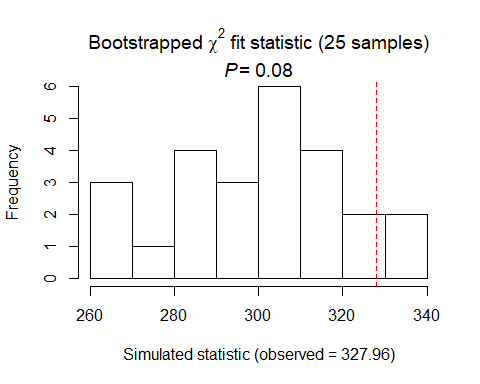 Bootstrapped χ² fit statistic (25 samples)
P = 0.08
Frequency
6
5
4
3
2
1
0
260 280 300 320 340
Simulated statistic (observed = 327.96)